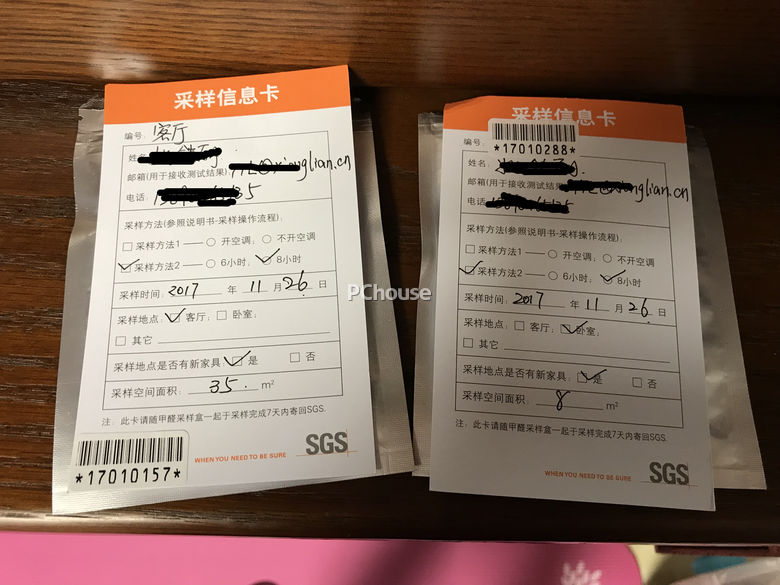 采样信息卡
编号: 客厅
姓名:
邮箱(用于接收测试结果): xianglian.cn
电话:
采样方法(参照说明书-采样操作流程):
□ 采样方法1 — ○ 开空调; ○ 不开空调
☑ 采样方法2 — ○ 6小时; ☑ 8小时
采样时间: 2017 年 11 月 26 日
采样地点: ☑ 客厅; □ 卧室;
□ 其它
采样地点是否有新家具: ☑ 是 □ 否
采样空间面积: 35. m²
注: 此卡请随甲醛采样盒一起于采样完成7天内寄回SGS.
WHEN YOU NEED TO BE SURE SGS
*17010157*
采样信息卡
*17010288*
姓名:
邮箱(用于接收测试结果) .cn
电话:
采样方法(参照说明书-采样操作流程):
□ 采样方法1 — ○ 开空调; ○ 不开空调
☑ 采样方法2 — ○ 6小时; ☑ 8小时
采样时间: 2017 年 11 月 26 日
采样地点: □ 客厅; ☑ 卧室;
□ 其它
采样地点是否有新家具: ☑ 是 □ 否
采样空间面积: 8 m²
注: 此卡请随甲醛采样盒一起于采样完成7天内寄回SGS.
WHEN YOU NEED TO BE SURE SGS
PChouse